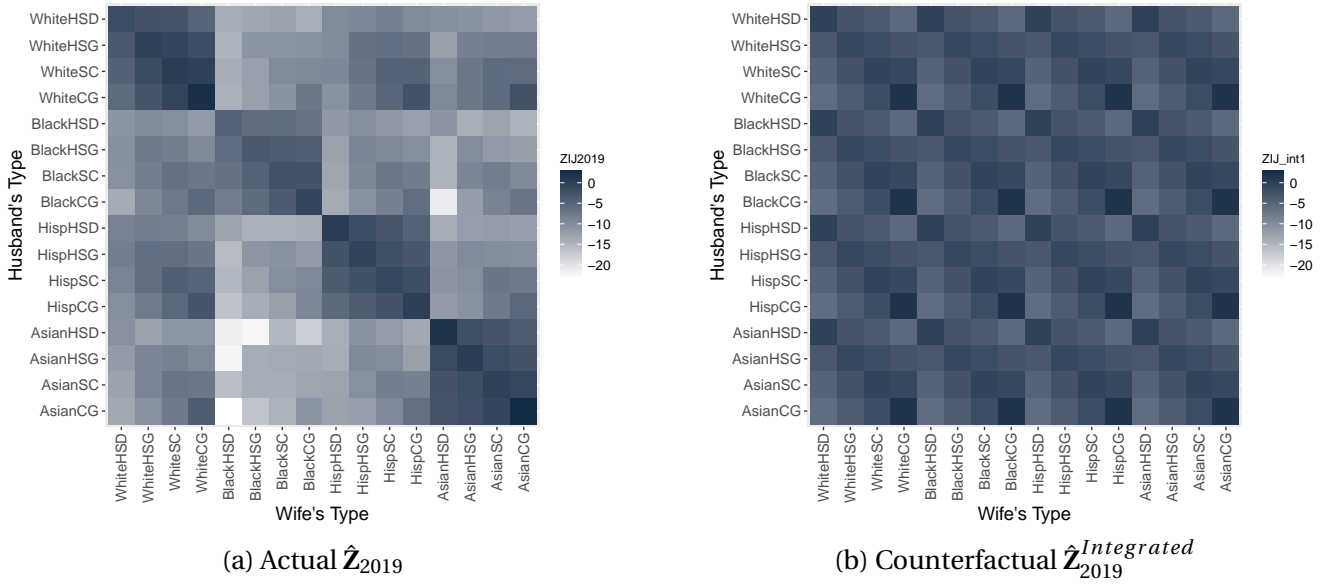 WhiteHSD
WhiteHSG
WhiteSC
WhiteCG
BlackHSD
BlackHSG
BlackSC
BlackCG
HispHSD
HispHSG
HispSC
HispCG
AsianHSD
AsianHSG
AsianSC
AsianCG
Husband's Type
WhiteHSD
WhiteHSG
WhiteSC
WhiteCG
BlackHSD
BlackHSG
BlackSC
BlackCG
HispHSD
HispHSG
HispSC
HispCG
AsianHSD
AsianHSG
AsianSC
AsianCG
Wife's Type
ZIJ2019
0
−5
−10
−15
−20
(a) Actual Ẑ₂₀₁₉
WhiteHSD
WhiteHSG
WhiteSC
WhiteCG
BlackHSD
BlackHSG
BlackSC
BlackCG
HispHSD
HispHSG
HispSC
HispCG
AsianHSD
AsianHSG
AsianSC
AsianCG
Husband's Type
WhiteHSD
WhiteHSG
WhiteSC
WhiteCG
BlackHSD
BlackHSG
BlackSC
BlackCG
HispHSD
HispHSG
HispSC
HispCG
AsianHSD
AsianHSG
AsianSC
AsianCG
Wife's Type
ZIJ_int1
0
−5
−10
−15
−20
(b) Counterfactual Ẑ₂₀₁₉^Integrated